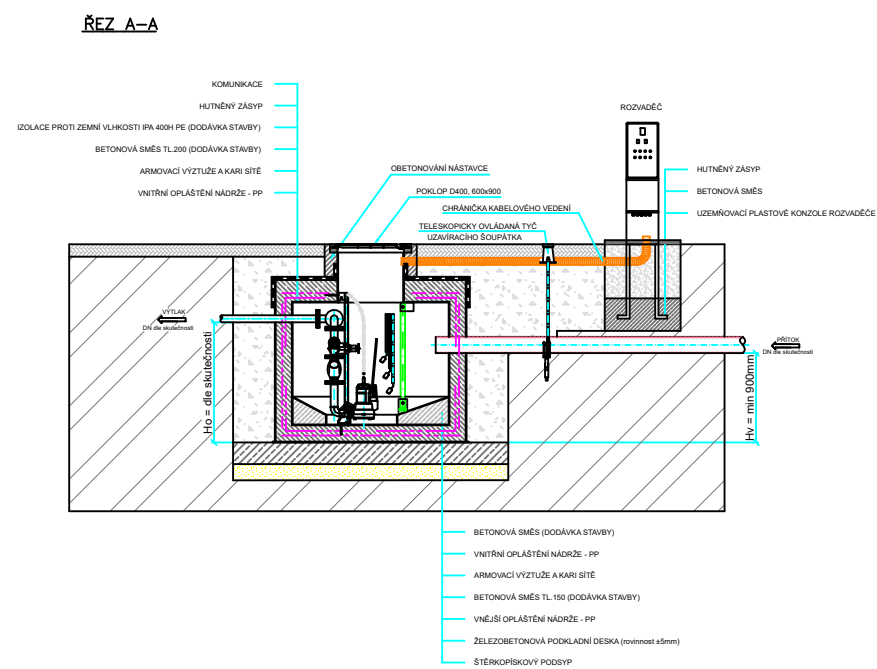 ŘEZ A-A
KOMUNIKACE
HUTNĚNÝ ZÁSYP
IZOLACE PROTI ZEMNÍ VLHKOSTI IPA 400H PE (DODÁVKA STAVBY)
BETONOVÁ SMĚS TL.200 (DODÁVKA STAVBY)
ARMOVACÍ VÝZTUŽE A KARI SÍTĚ
VNITŘNÍ OPLÁŠTĚNÍ NÁDRŽE - PP
OBETONOVÁNÍ NÁSTAVCE
POKLOP D400, 600x900
CHRÁNIČKA KABELOVÉHO VEDENÍ
TELESKOPICKY OVLÁDANÁ TYČ
UZAVÍRACÍHO ŠOUPÁTKA
ROZVADĚČ
HUTNĚNÝ ZÁSYP
BETONOVÁ SMĚS
UZEMŇOVACÍ PLASTOVÉ KONZOLE ROZVADĚČE
VÝTLAK
DN dle skutečnosti
Ho = dle skutečnosti
PŘÍTOK
DN dle skutečnosti
Hv = min 900mm
BETONOVÁ SMĚS (DODÁVKA STAVBY)
VNITŘNÍ OPLÁŠTĚNÍ NÁDRŽE - PP
ARMOVACÍ VÝZTUŽE A KARI SÍTĚ
BETONOVÁ SMĚS TL.150 (DODÁVKA STAVBY)
VNĚJŠÍ OPLÁŠTĚNÍ NÁDRŽE - PP
ŽELEZOBETONOVÁ PODKLADNÍ DESKA (rovinnost ±5mm)
ŠTĚRKOPÍSKOVÝ PODSYP